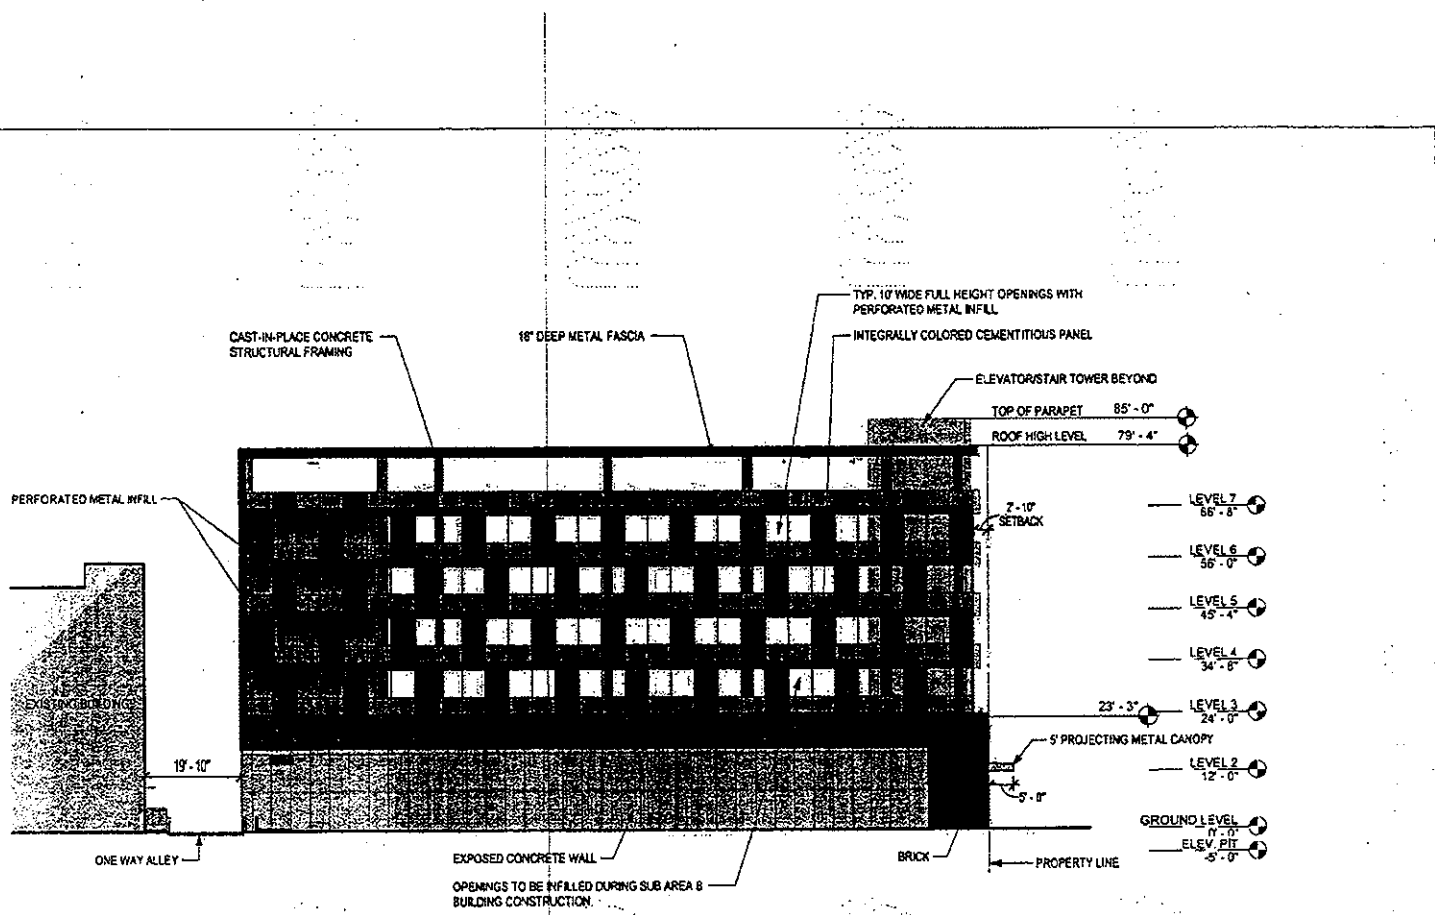 TYP. 10' WIDE FULL HEIGHT OPENINGS WITH
PERFORATED METAL INFILL
CAST-IN-PLACE CONCRETE
STRUCTURAL FRAMING
18" DEEP METAL FASCIA
INTEGRALLY COLORED CEMENTITIOUS PANEL
ELEVATOR/STAIR TOWER BEYOND
TOP OF PARAPET 85' - 0"
ROOF HIGH LEVEL 79' - 4"
PERFORATED METAL INFILL
2' - 10"
SETBACK
LEVEL 7
66' - 8"
LEVEL 6
56' - 0"
LEVEL 5
45' - 4"
LEVEL 4
34' - 8"
EXISTING BUILDING
23' - 3"
LEVEL 3
24' - 0"
5' PROJECTING METAL CANOPY
19' - 10"
LEVEL 2
12' - 0"
5' - 0"
GROUND LEVEL
0' - 0"
ELEV. PIT
-5' - 0"
ONE WAY ALLEY
EXPOSED CONCRETE WALL
BRICK
PROPERTY LINE
OPENINGS TO BE INFILLED DURING SUB AREA B
BUILDING CONSTRUCTION.